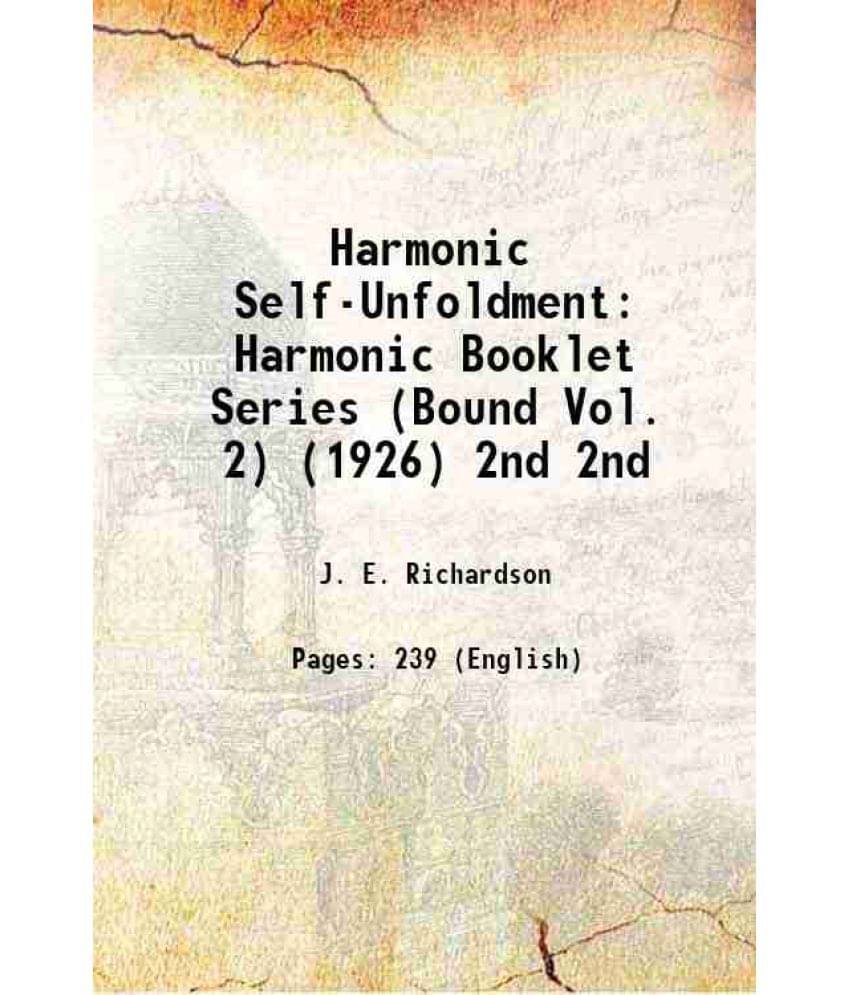 Harmonic
Self-Unfoldment:
Harmonic Booklet
Series (Bound Vol.
2) (1926) 2nd 2nd
J. E. Richardson
Pages: 239 (English)